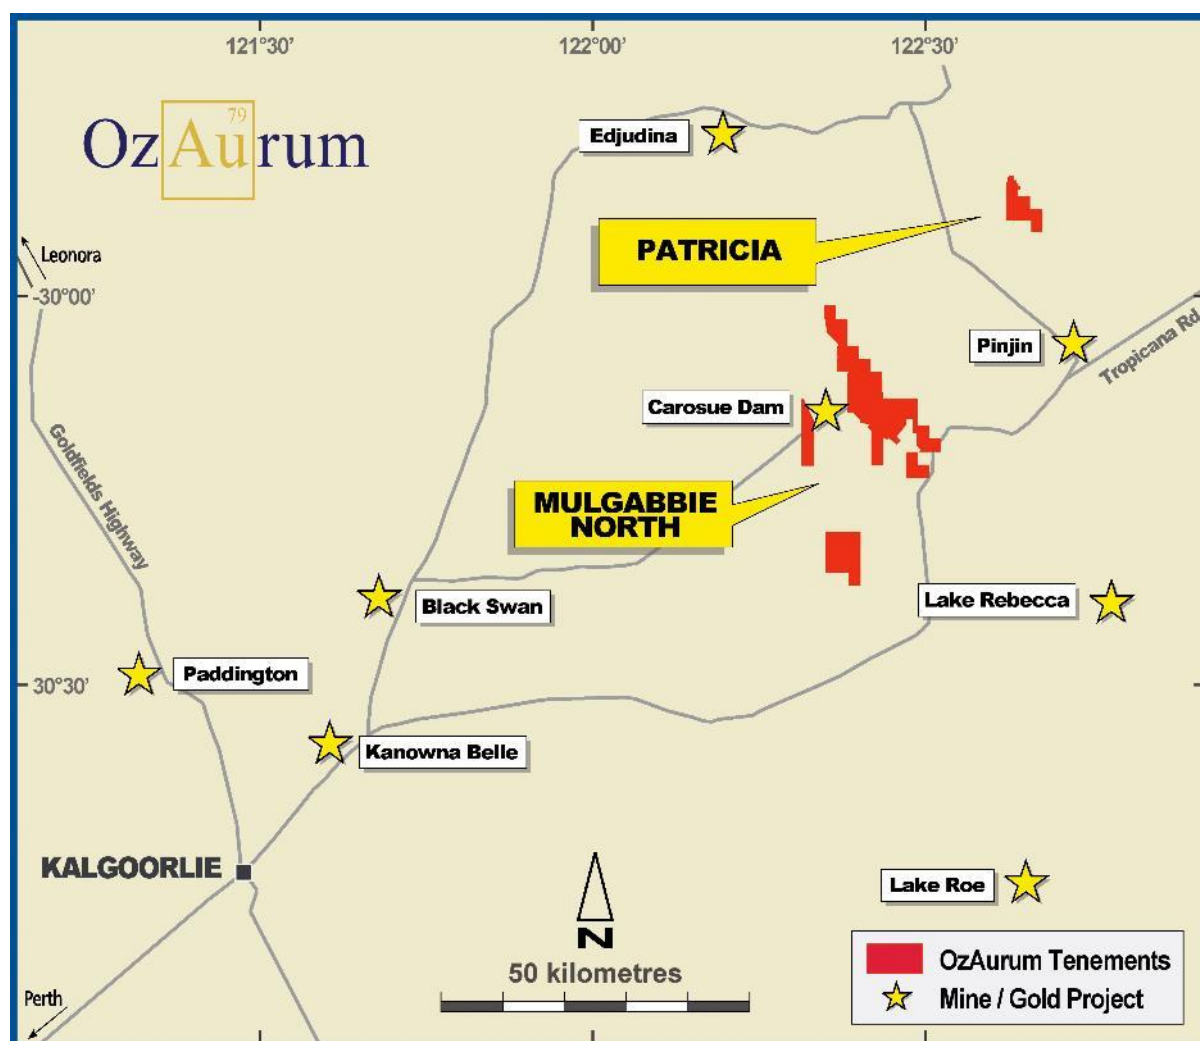 121°30'
122°00'
122°30'
79
OzAurum
Edjudina
PATRICIA
Leonora
-30°00'
Pinjin
Tropicana Rd
Carosue Dam
Goldfields Highway
MULGABBIE
NORTH
Black Swan
Lake Rebecca
Paddington
30°30'
Kanowna Belle
KALGOORLIE
Lake Roe
N
50 kilometres
OzAurum Tenements
Mine / Gold Project
Perth